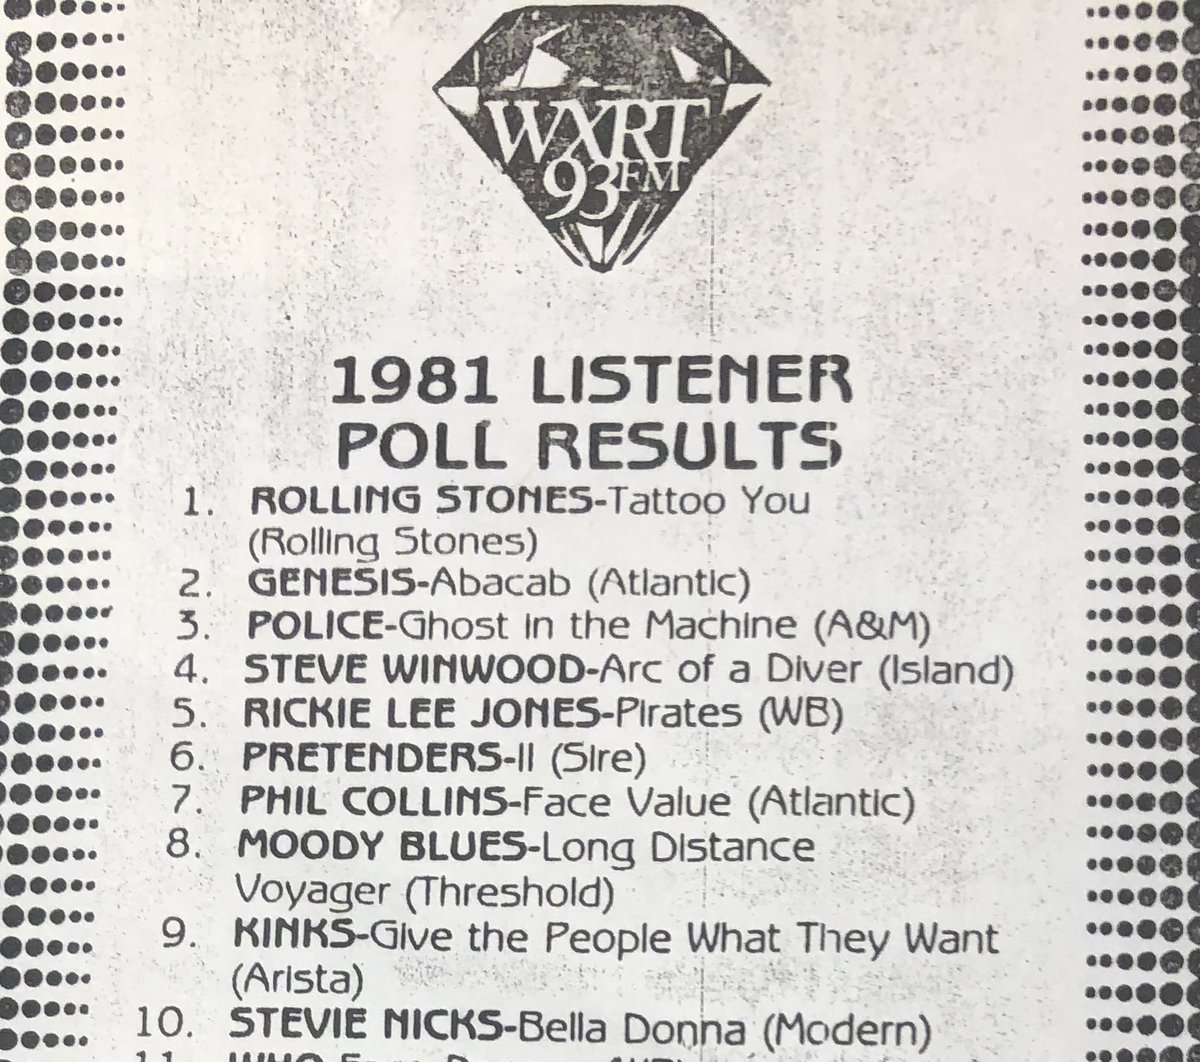 WXRT
93FM
1981 LISTENER
POLL RESULTS
1. ROLLING STONES-Tattoo You
(Rolling Stones)
2. GENESIS-Abacab (Atlantic)
3. POLICE-Ghost in the Machine (A&M)
4. STEVE WINWOOD-Arc of a Diver (Island)
5. RICKIE LEE JONES-Pirates (WB)
6. PRETENDERS-II (Sire)
7. PHIL COLLINS-Face Value (Atlantic)
8. MOODY BLUES-Long Distance
Voyager (Threshold)
9. KINKS-Give the People What They Want
(Arista)
10. STEVIE NICKS-Bella Donna (Modern)
11. WHO